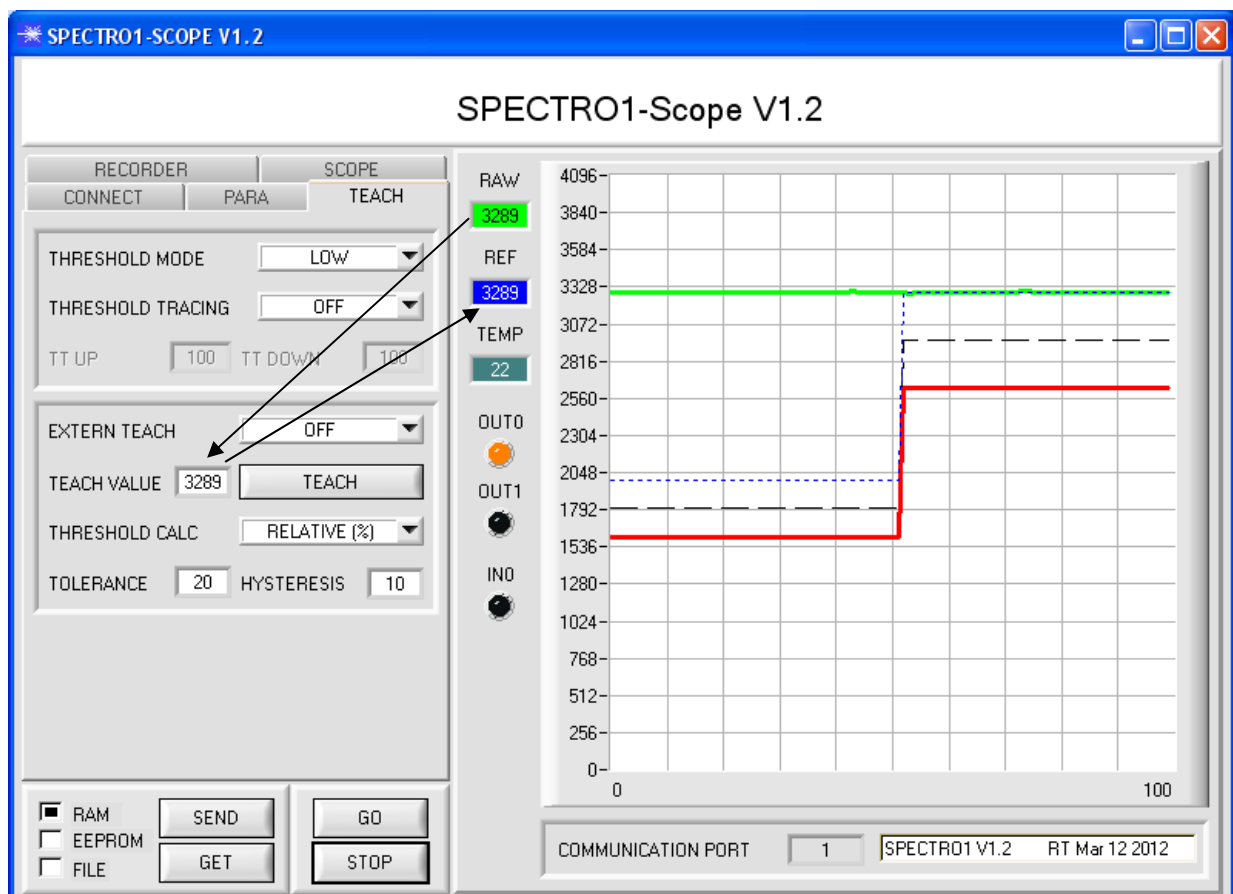 SPECTRO1-SCOPE V1.2
SPECTRO1-Scope V1.2
RECORDER SCOPE
CONNECT PARA TEACH
THRESHOLD MODE LOW
THRESHOLD TRACING OFF
TT UP 100 TT DOWN 100
EXTERN TEACH OFF
TEACH VALUE 3289 TEACH
THRESHOLD CALC RELATIVE (%)
TOLERANCE 20 HYSTERESIS 10
RAM
EEPROM
FILE
SEND
GET
GO
STOP
RAW
3289
REF
3289
TEMP
22
OUT0
OUT1
IN0
4096
3840
3584
3328
3072
2816
2560
2304
2048
1792
1536
1280
1024
768
512
256
0
0 100
COMMUNICATION PORT 1 SPECTRO1 V1.2 RT Mar 12 2012